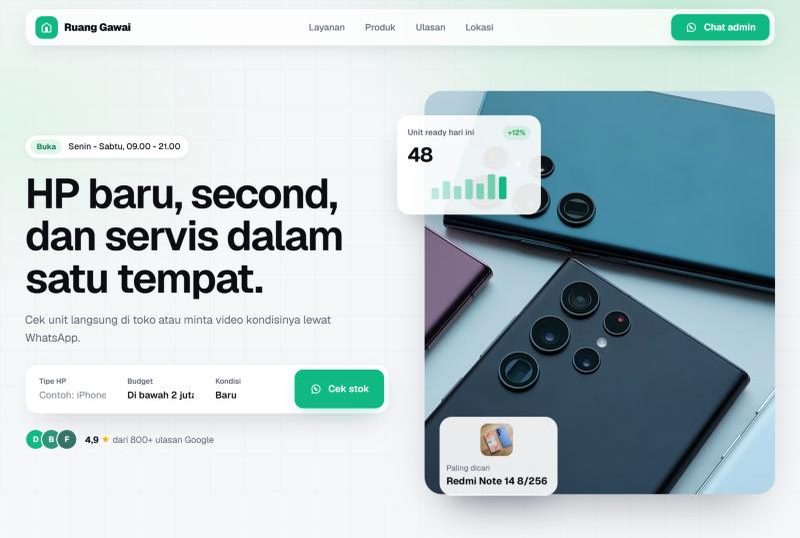 Ruang Gawai
Layanan
Produk
Ulasan
Lokasi
Chat admin
Buka
Senin - Sabtu, 09.00 - 21.00
HP baru, second,
dan servis dalam
satu tempat.
Cek unit langsung di toko atau minta video kondisinya lewat
WhatsApp.
Tipe HP
Contoh: iPhone
Budget
Di bawah 2 juta
Kondisi
Baru
Cek stok
D B F
4,9 ★ dari 800+ ulasan Google
Unit ready hari ini
+12%
48
Paling dicari
Redmi Note 14 8/256